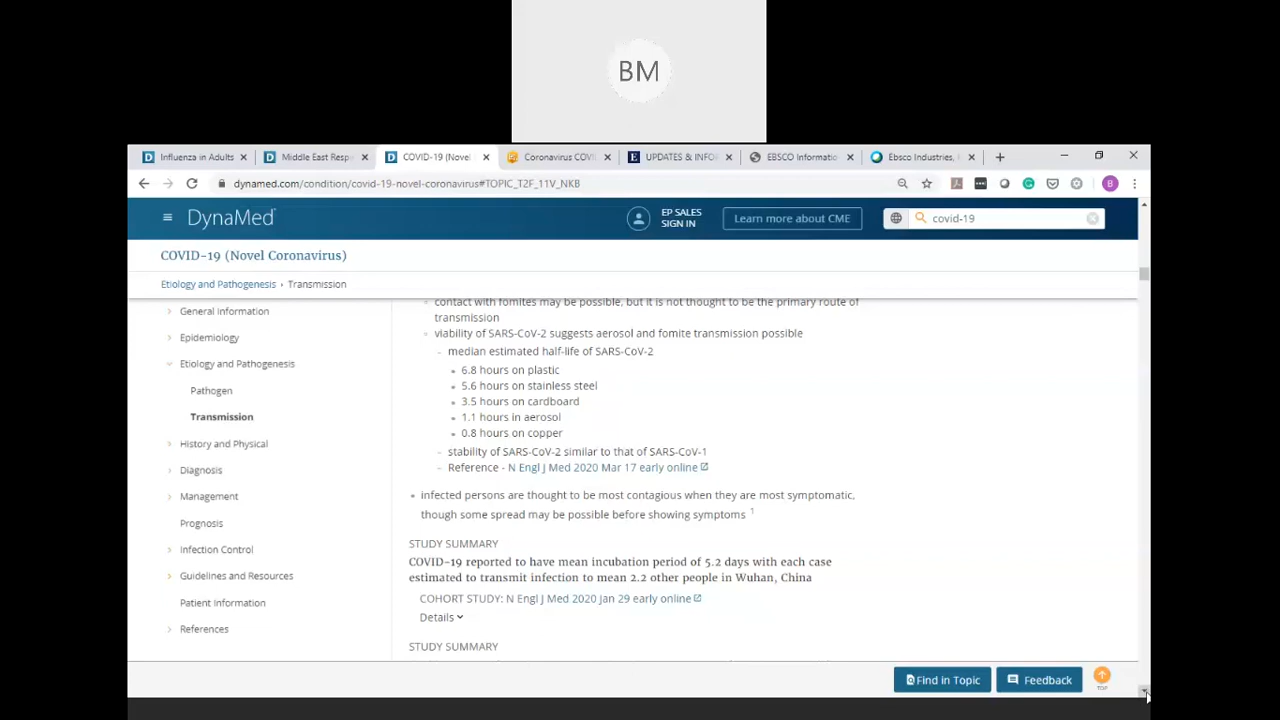 BM
Influenza in Adults
Middle East Resp
COVID-19 (Novel
Coronavirus COVI
UPDATES & INFO
EBSCO Informatio
Ebsco Industries,
dynamed.com/condition/covid-19-novel-coronavirus#TOPIC_T2F_11V_NKB
B
DynaMed
EP SALES
SIGN IN
Learn more about CME
covid-19
COVID-19 (Novel Coronavirus)
Etiology and Pathogenesis › Transmission
General Information
Epidemiology
Etiology and Pathogenesis
Pathogen
Transmission
History and Physical
Diagnosis
Management
Prognosis
Infection Control
Guidelines and Resources
Patient Information
References
contact with fomites may be possible, but it is not thought to be the primary route of
transmission
viability of SARS-CoV-2 suggests aerosol and fomite transmission possible
median estimated half-life of SARS-CoV-2
6.8 hours on plastic
5.6 hours on stainless steel
3.5 hours on cardboard
1.1 hours in aerosol
0.8 hours on copper
stability of SARS-CoV-2 similar to that of SARS-CoV-1
Reference - N Engl J Med 2020 Mar 17 early online
infected persons are thought to be most contagious when they are most symptomatic,
though some spread may be possible before showing symptoms 1
STUDY SUMMARY
COVID-19 reported to have mean incubation period of 5.2 days with each case
estimated to transmit infection to mean 2.2 other people in Wuhan, China
COHORT STUDY: N Engl J Med 2020 Jan 29 early online
Details
STUDY SUMMARY
Find in Topic
Feedback
TOP